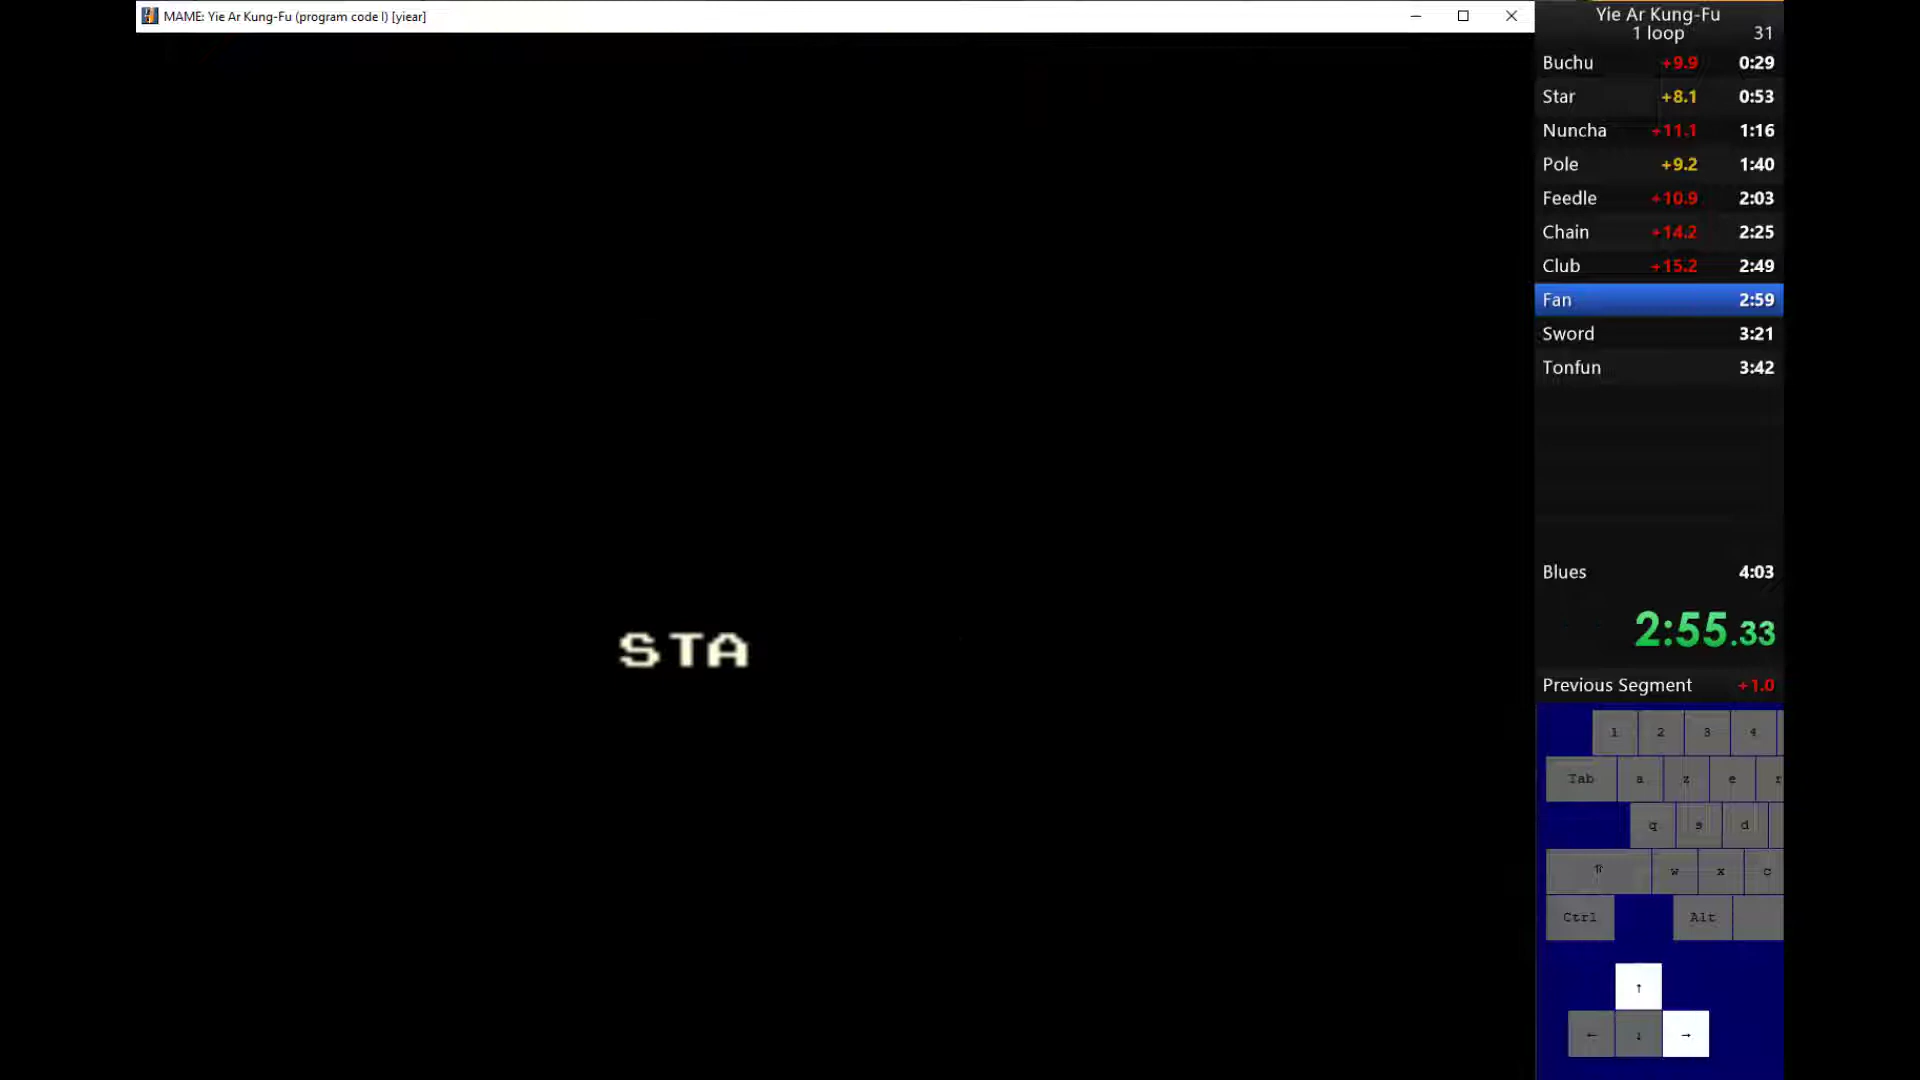 MAME: Yie Ar Kung-Fu (program code I) [yiear]
Yie Ar Kung-Fu
1 loop 31
Buchu +9.9 0:29
Star +8.1 0:53
Nuncha +11.1 1:16
Pole +9.2 1:40
Feedle +10.9 2:03
Chain +14.2 2:25
Club +15.2 2:49
Fan 2:59
Sword 3:21
Tonfun 3:42
Blues 4:03
2:55.33
Previous Segment +1.0
STA
1 2 3 4
Tab a z e r
q s d
⇑ w x c
Ctrl Alt
↑
← ↓ →